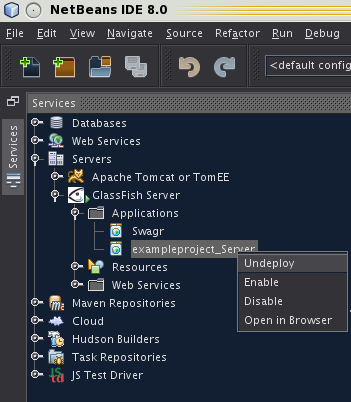 NetBeans IDE 8.0
File Edit View Navigate Source Refactor Run Debug
<default config
Services
Services
Databases
Web Services
Servers
Apache Tomcat or TomEE
GlassFish Server
Applications
Swagr
exampleproject_Server
Undeploy
Resources
Enable
Web Services
Disable
Maven Repositories
Open in Browser
Cloud
Hudson Builders
Task Repositories
JS Test Driver